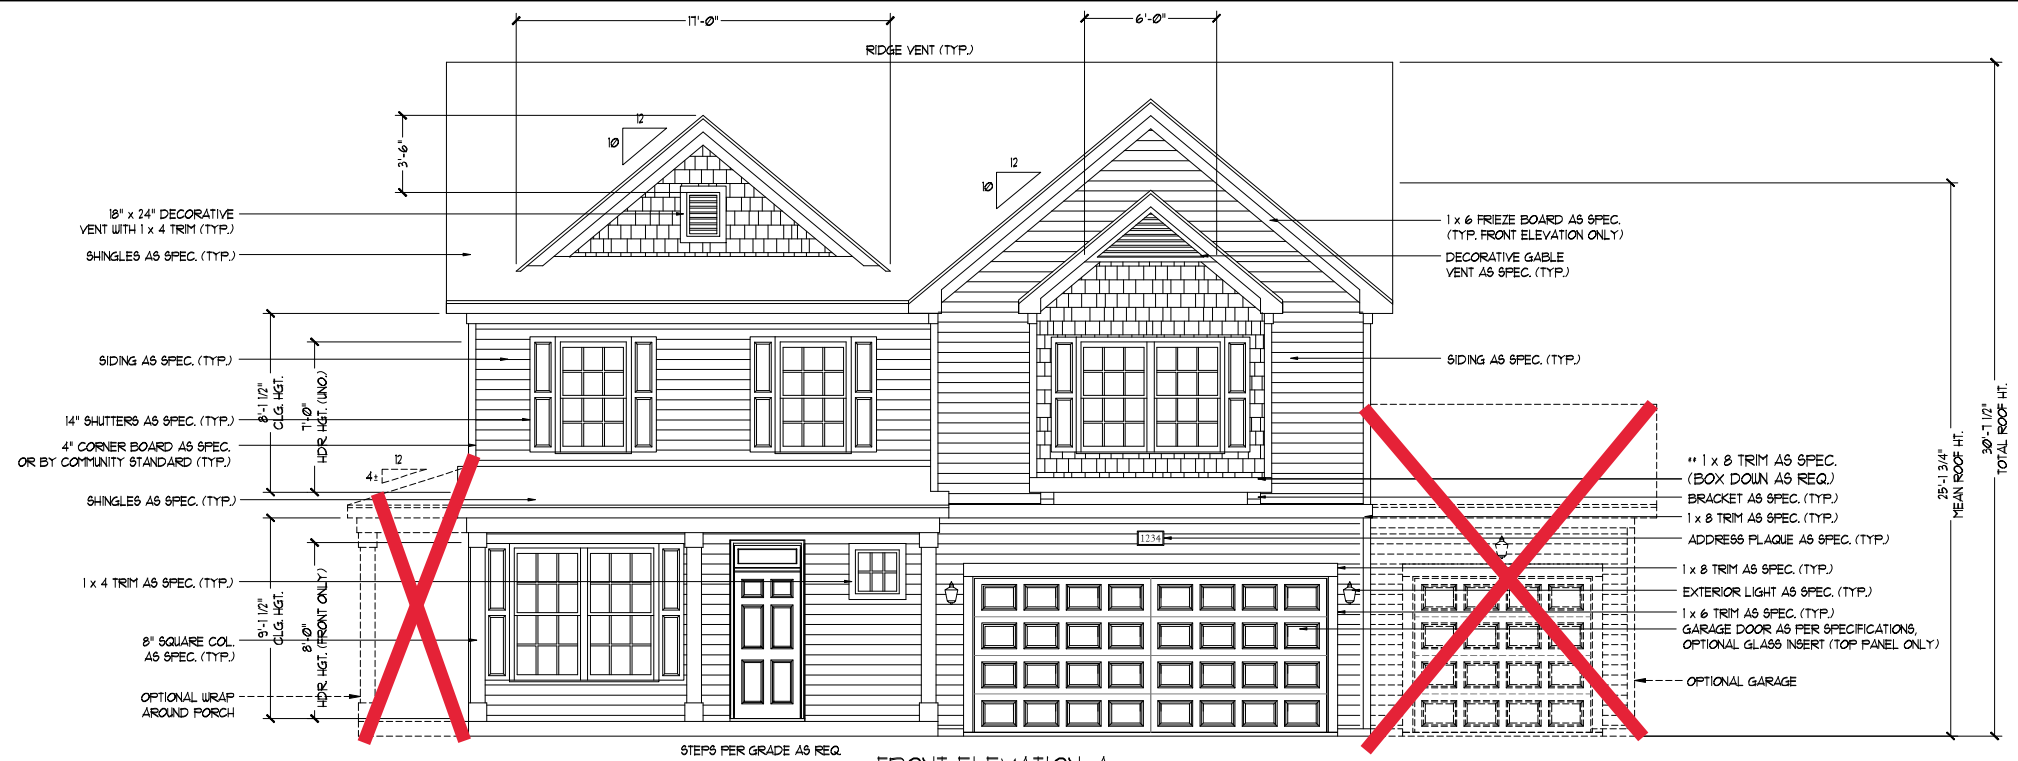 17'-0"
6'-0"
RIDGE VENT (TYP.)
12
10
3'-6"
12
10
18" x 24" DECORATIVE
VENT WITH 1 x 4 TRIM (TYP.)
SHINGLES AS SPEC. (TYP.)
1 x 6 FRIEZE BOARD AS SPEC.
(TYP. FRONT ELEVATION ONLY)
DECORATIVE GABLE
VENT AS SPEC. (TYP.)
SIDING AS SPEC. (TYP.)
8'-1 1/2"
CLG. HGT.
7'-0"
HDR. HGT. (UNO.)
SIDING AS SPEC. (TYP.)
14" SHUTTERS AS SPEC. (TYP.)
4" CORNER BOARD AS SPEC.
OR BY COMMUNITY STANDARD (TYP.)
12
4±
SHINGLES AS SPEC. (TYP.)
30'-7 1/2"
TOTAL ROOF HT.
25'-1 3/4"
MEAN ROOF HT.
** 1 x 8 TRIM AS SPEC.
(BOX DOWN AS REQ.)
BRACKET AS SPEC. (TYP.)
1 x 8 TRIM AS SPEC. (TYP.)
1234
ADDRESS PLAQUE AS SPEC. (TYP.)
1 x 8 TRIM AS SPEC. (TYP.)
EXTERIOR LIGHT AS SPEC. (TYP.)
1 x 6 TRIM AS SPEC. (TYP.)
GARAGE DOOR AS PER SPECIFICATIONS,
OPTIONAL GLASS INSERT (TOP PANEL ONLY)
OPTIONAL GARAGE
1 x 4 TRIM AS SPEC. (TYP.)
9'-1 1/2"
CLG. HGT.
8'-0"
HDR. HGT. (FRONT ONLY)
8" SQUARE COL.
AS SPEC. (TYP.)
OPTIONAL WRAP
AROUND PORCH
STEPS PER GRADE AS REQ.
FRONT ELEVATION A